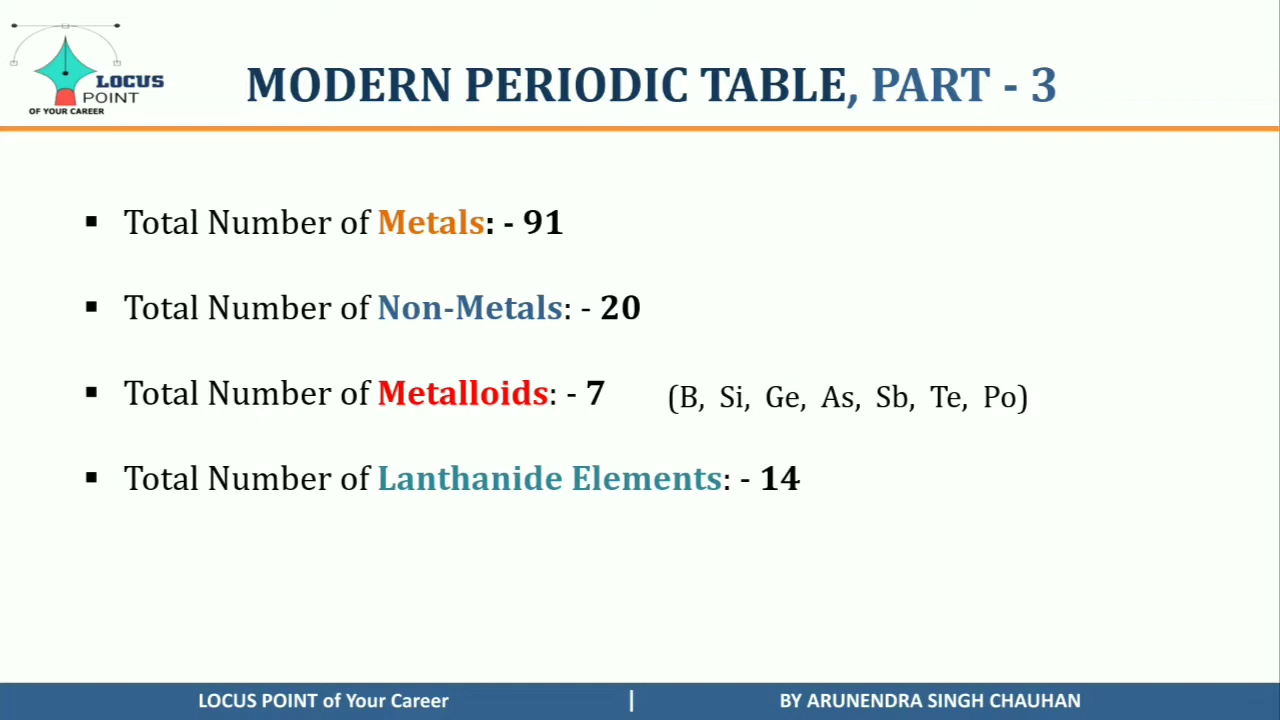 LOCUS
POINT
OF YOUR CAREER
MODERN PERIODIC TABLE, PART - 3
▪ Total Number of Metals: - 91
▪ Total Number of Non-Metals: - 20
▪ Total Number of Metalloids: - 7 (B, Si, Ge, As, Sb, Te, Po)
▪ Total Number of Lanthanide Elements: - 14
LOCUS POINT of Your Career | BY ARUNENDRA SINGH CHAUHAN